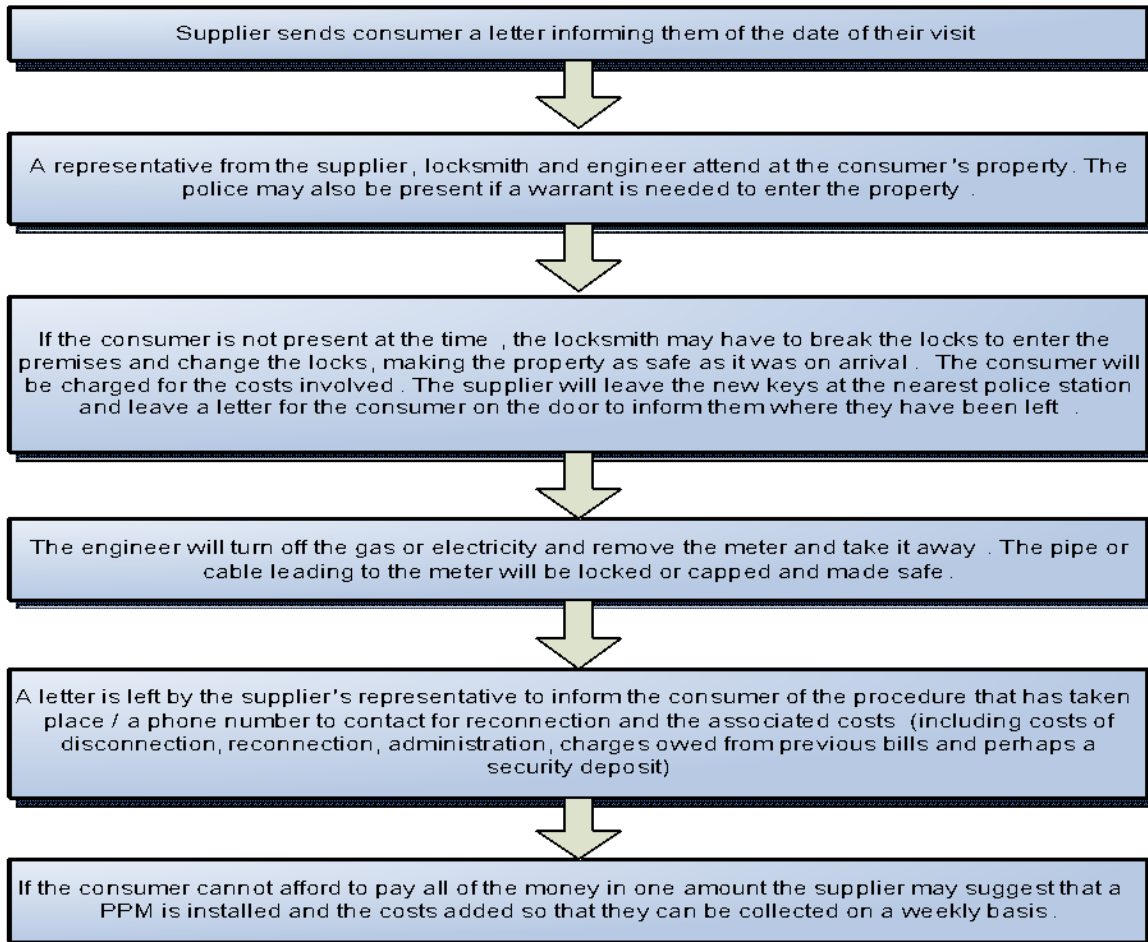 Supplier sends consumer a letter informing them of the date of their visit
A representative from the supplier, locksmith and engineer attend at the consumer's property. The
police may also be present if a warrant is needed to enter the property .
If the consumer is not present at the time , the locksmith may have to break the locks to enter the
premises and change the locks, making the property as safe as it was on arrival . The consumer will
be charged for the costs involved . The supplier will leave the new keys at the nearest police station
and leave a letter for the consumer on the door to inform them where they have been left .
The engineer will turn off the gas or electricity and remove the meter and take it away . The pipe or
cable leading to the meter will be locked or capped and made safe .
A letter is left by the supplier's representative to inform the consumer of the procedure that has taken
place / a phone number to contact for reconnection and the associated costs (including costs of
disconnection, reconnection, administration, charges owed from previous bills and perhaps a
security deposit)
If the consumer cannot afford to pay all of the money in one amount the supplier may suggest that a
PPM is installed and the costs added so that they can be collected on a weekly basis .